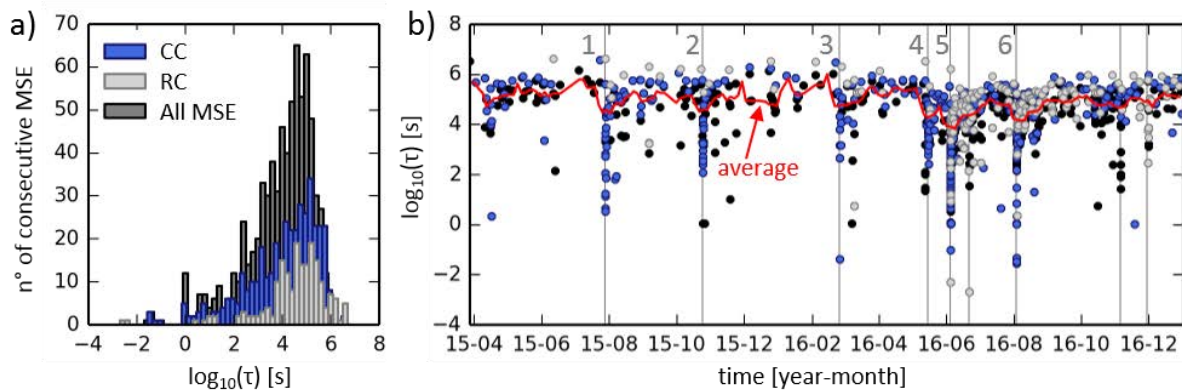 a)
70
60
50
40
30
20
10
0
CC
RC
All MSE
n° of consecutive MSE
−4 −2 0 2 4 6 8
log₁₀(τ) [s]
b)
8
6
4
2
0
−2
−4
1 2 3 4 5 6
average
log₁₀(τ) [s]
15-04 15-06 15-08 15-10 15-12 16-02 16-04 16-06 16-08 16-10 16-12
time [year-month]